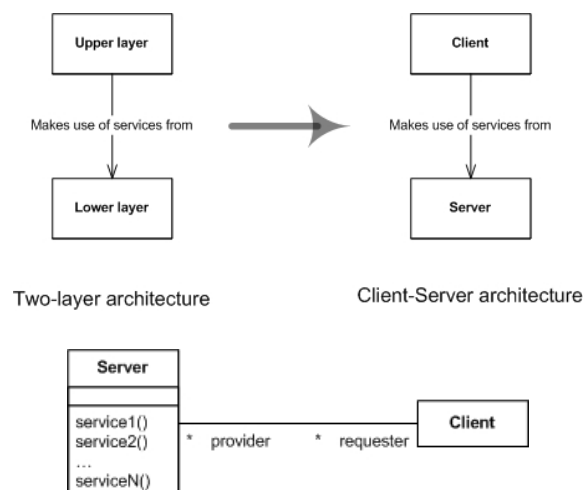 Upper layer
Client
Makes use of services from
Makes use of services from
Lower layer
Server
Two-layer architecture
Client-Server architecture
Server
service1()
service2()
...
serviceN()
* provider
* requester
Client